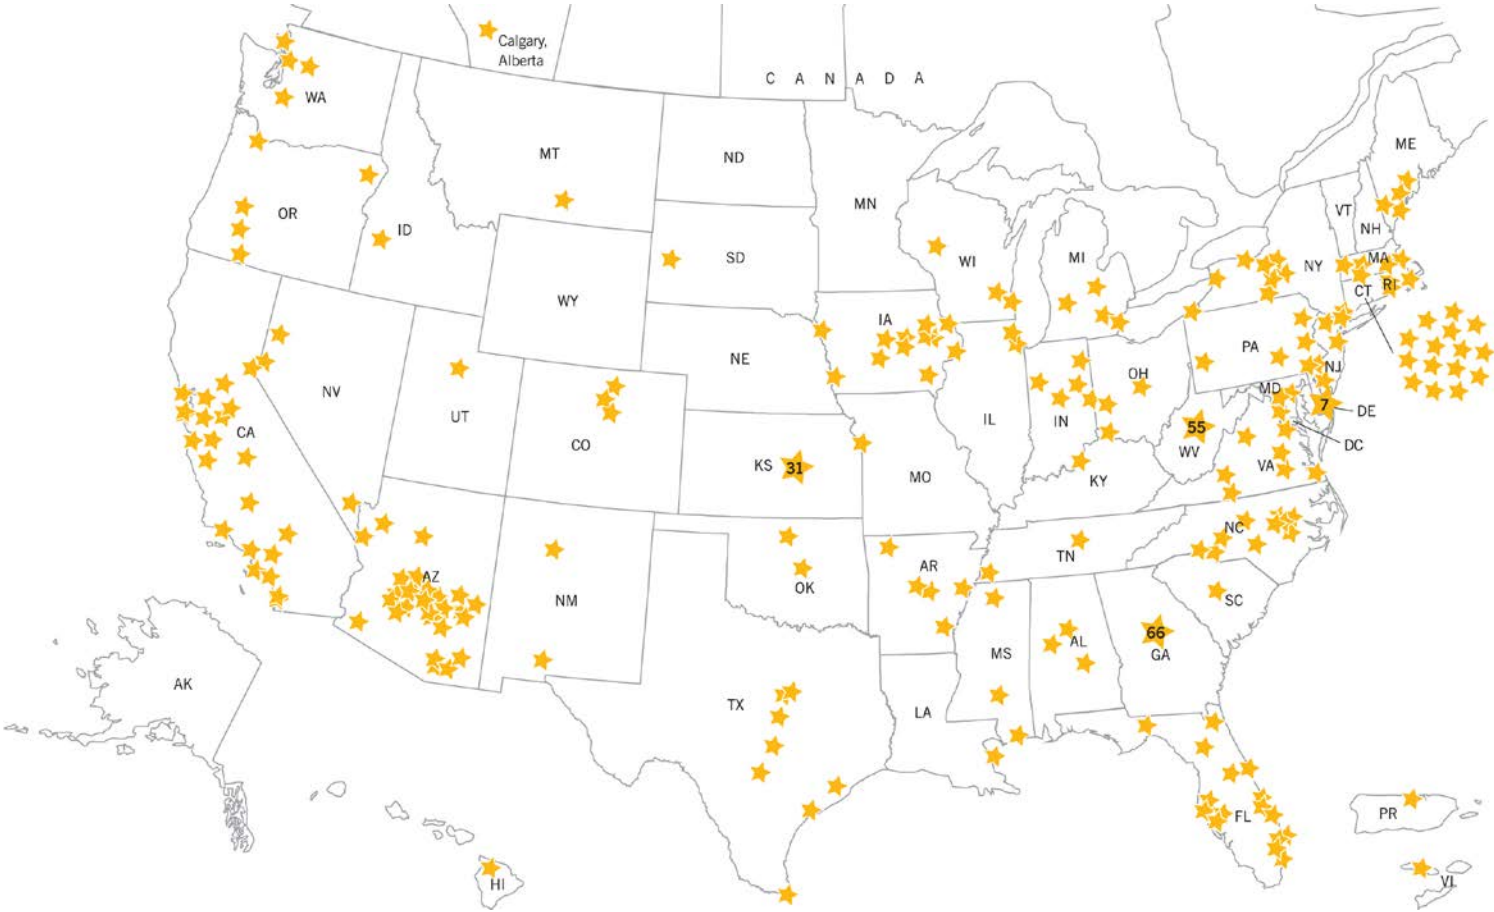 Calgary,
Alberta
C A N A D A
WA
MT
ND
ME
MN
VT
OR
ID
NH
SD
WI
MI
NY
MA
WY
CT
RI
IA
NE
PA
OH
NJ
NV
UT
MD
7
DE
CA
CO
IL
IN
55
DC
KS
31
WV
VA
MO
KY
NC
TN
AR
AZ
OK
NM
SC
66
AL
MS
GA
AK
TX
LA
FL
PR
HI
VI